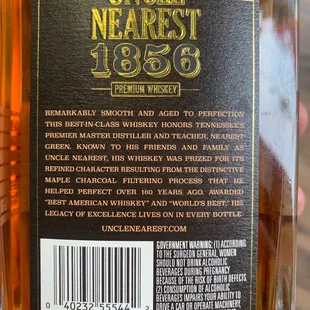 UNCLE
NEAREST
1856
PREMIUM WHISKEY
REMARKABLY SMOOTH AND AGED TO PERFECTION
THIS BEST-IN-CLASS WHISKEY HONORS TENNESSEE'S
PREMIER MASTER DISTILLER AND TEACHER, NEAREST
GREEN. KNOWN TO HIS FRIENDS AND FAMILY AS
UNCLE NEAREST, HIS WHISKEY WAS PRIZED FOR ITS
REFINED CHARACTER RESULTING FROM THE DISTINCTIVE
MAPLE CHARCOAL FILTERING PROCESS THAT HE
HELPED PERFECT OVER 160 YEARS AGO. AWARDED
"BEST AMERICAN WHISKEY" AND "WORLD'S BEST," HIS
LEGACY OF EXCELLENCE LIVES ON IN EVERY BOTTLE.
UNCLENEAREST.COM
GOVERNMENT WARNING: (1) ACCORDING
TO THE SURGEON GENERAL, WOMEN
SHOULD NOT DRINK ALCOHOLIC
BEVERAGES DURING PREGNANCY
BECAUSE OF THE RISK OF BIRTH DEFECTS.
(2) CONSUMPTION OF ALCOHOLIC
BEVERAGES IMPAIRS YOUR ABILITY TO
DRIVE A CAR OR OPERATE MACHINERY,
0 40232 55544 2